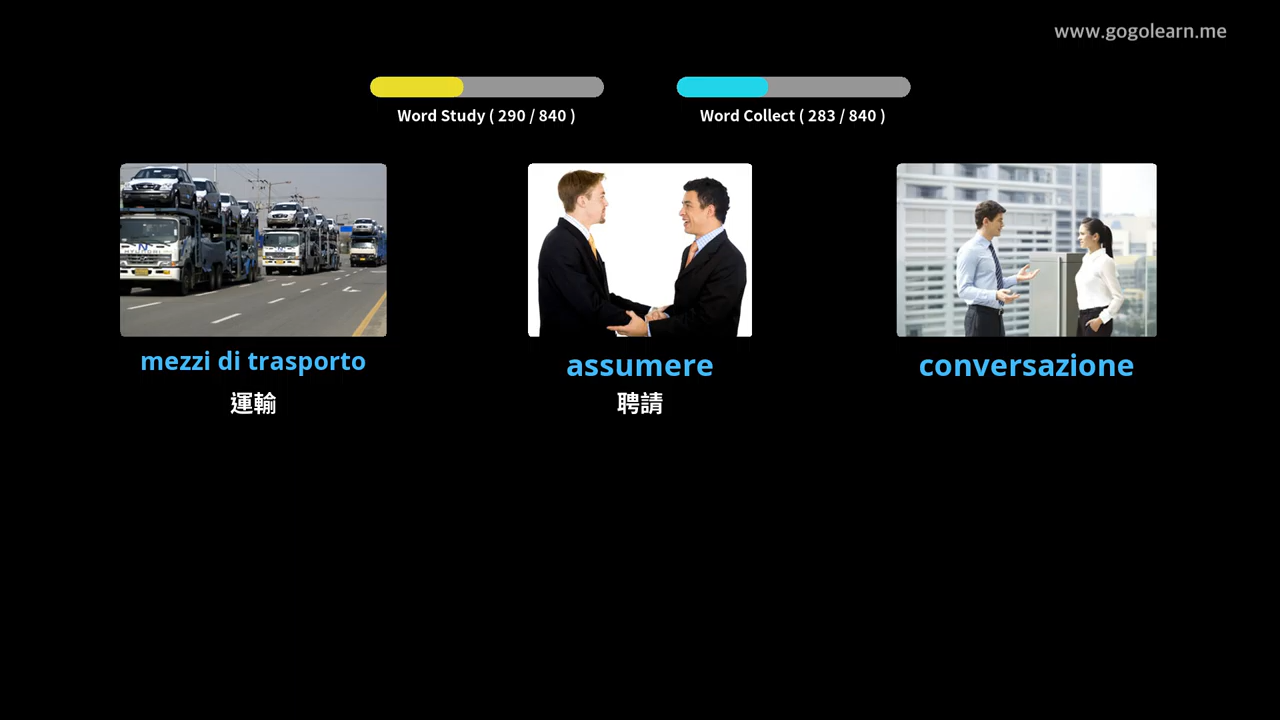 www.gogolearn.me
Word Study ( 290 / 840 )
Word Collect ( 283 / 840 )
mezzi di trasporto
運輸
assumere
聘請
conversazione